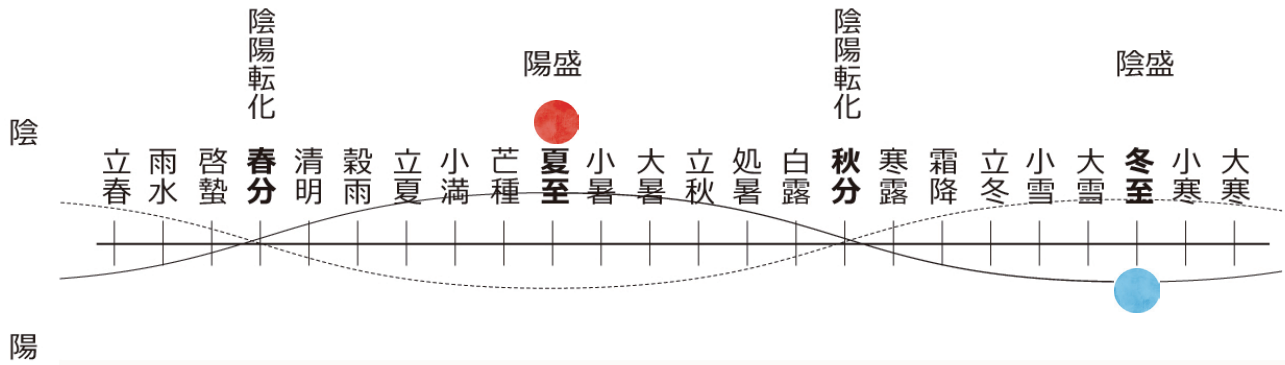 陰陽転化
陽盛
陰陽転化
陰盛
陰
立春
雨水
啓蟄
春分
清明
穀雨
立夏
小満
芒種
夏至
小暑
大暑
立秋
処暑
白露
秋分
寒露
霜降
立冬
小雪
大雪
冬至
小寒
大寒
陽